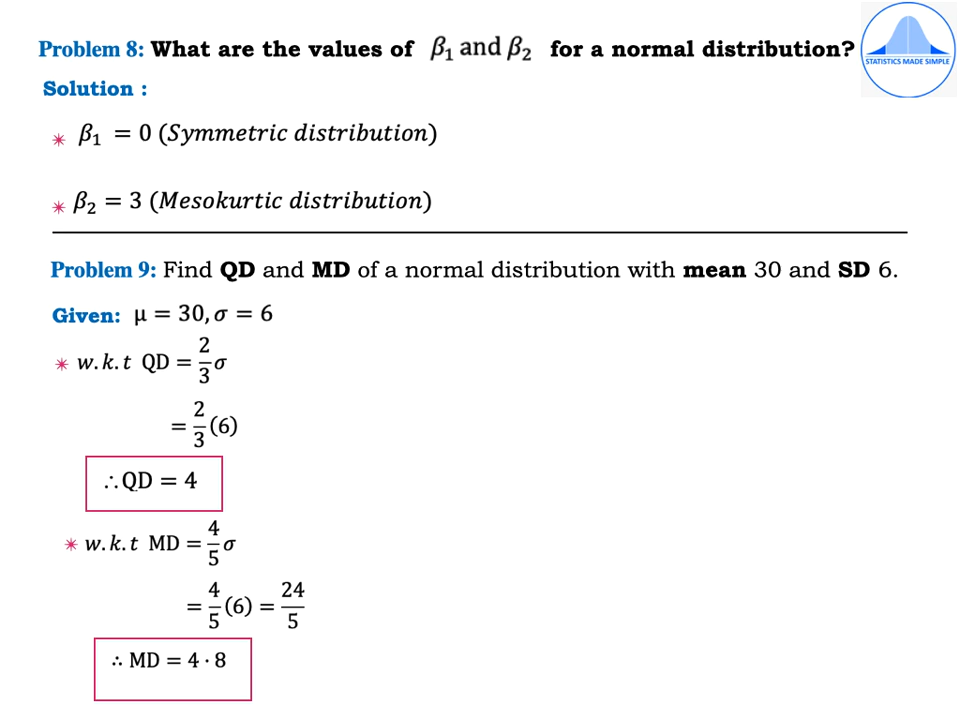 Problem 8: What are the values of β₁ and β₂ for a normal distribution?
STATISTICS MADE SIMPLE
Solution :
✳ β₁ = 0 (Symmetric distribution)
✳ β₂ = 3 (Mesokurtic distribution)
Problem 9: Find QD and MD of a normal distribution with mean 30 and SD 6.
Given: μ = 30, σ = 6
✳ w.k.t QD = 2/3 σ
= 2/3 (6)
∴QD = 4
✳ w.k.t MD = 4/5 σ
= 4/5 (6) = 24/5
∴ MD = 4 · 8